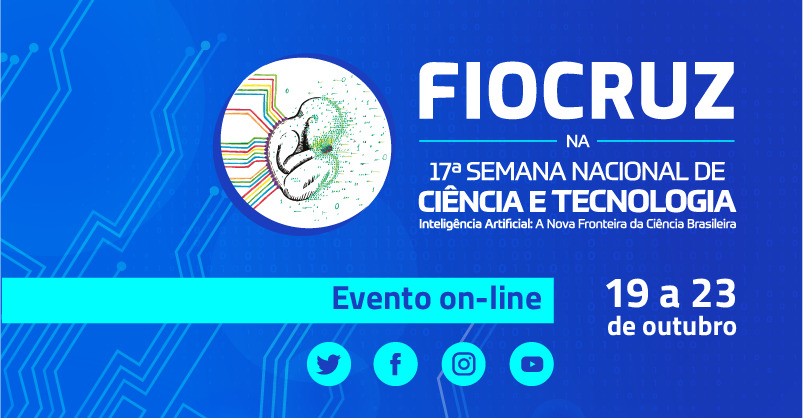 FIOCRUZ
NA
17ª SEMANA NACIONAL DE
CIÊNCIA E TECNOLOGIA
Inteligência Artificial: A Nova Fronteira da Ciência Brasileira
Evento on-line
19 a 23
de outubro